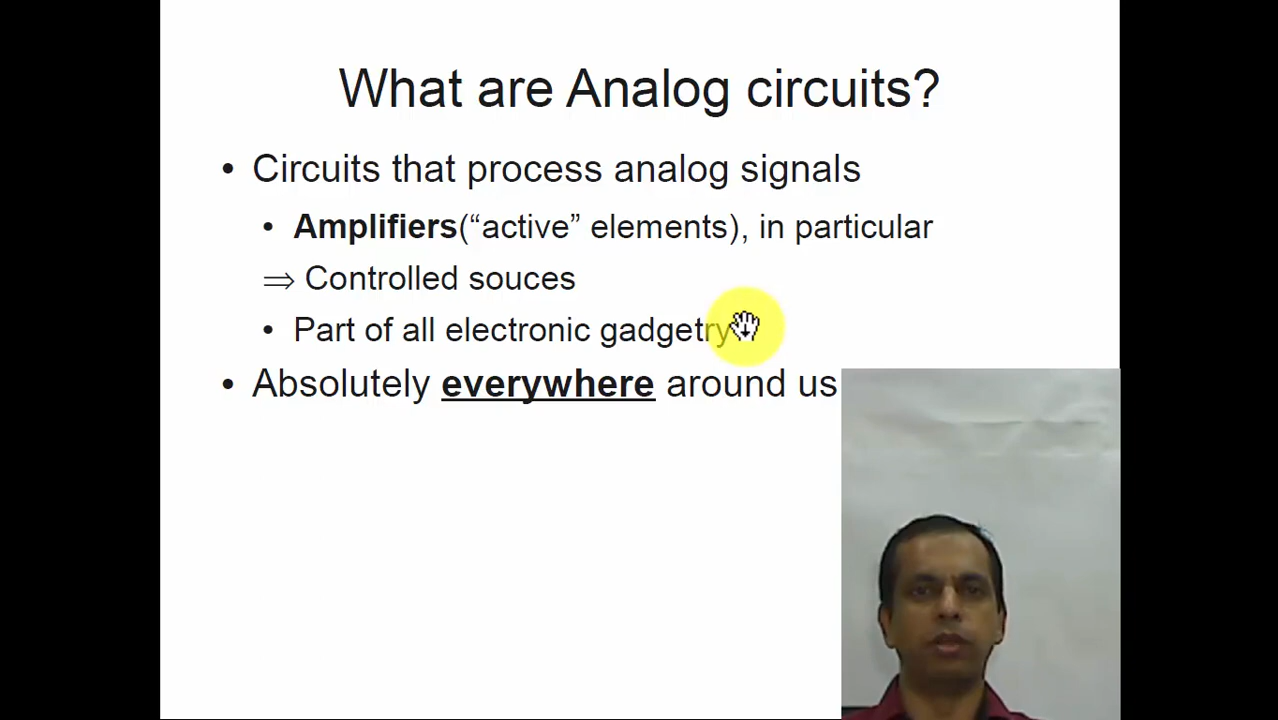 What are Analog circuits?
• Circuits that process analog signals
• Amplifiers(“active” elements), in particular
⇒ Controlled souces
• Part of all electronic gadgetry
• Absolutely everywhere around us